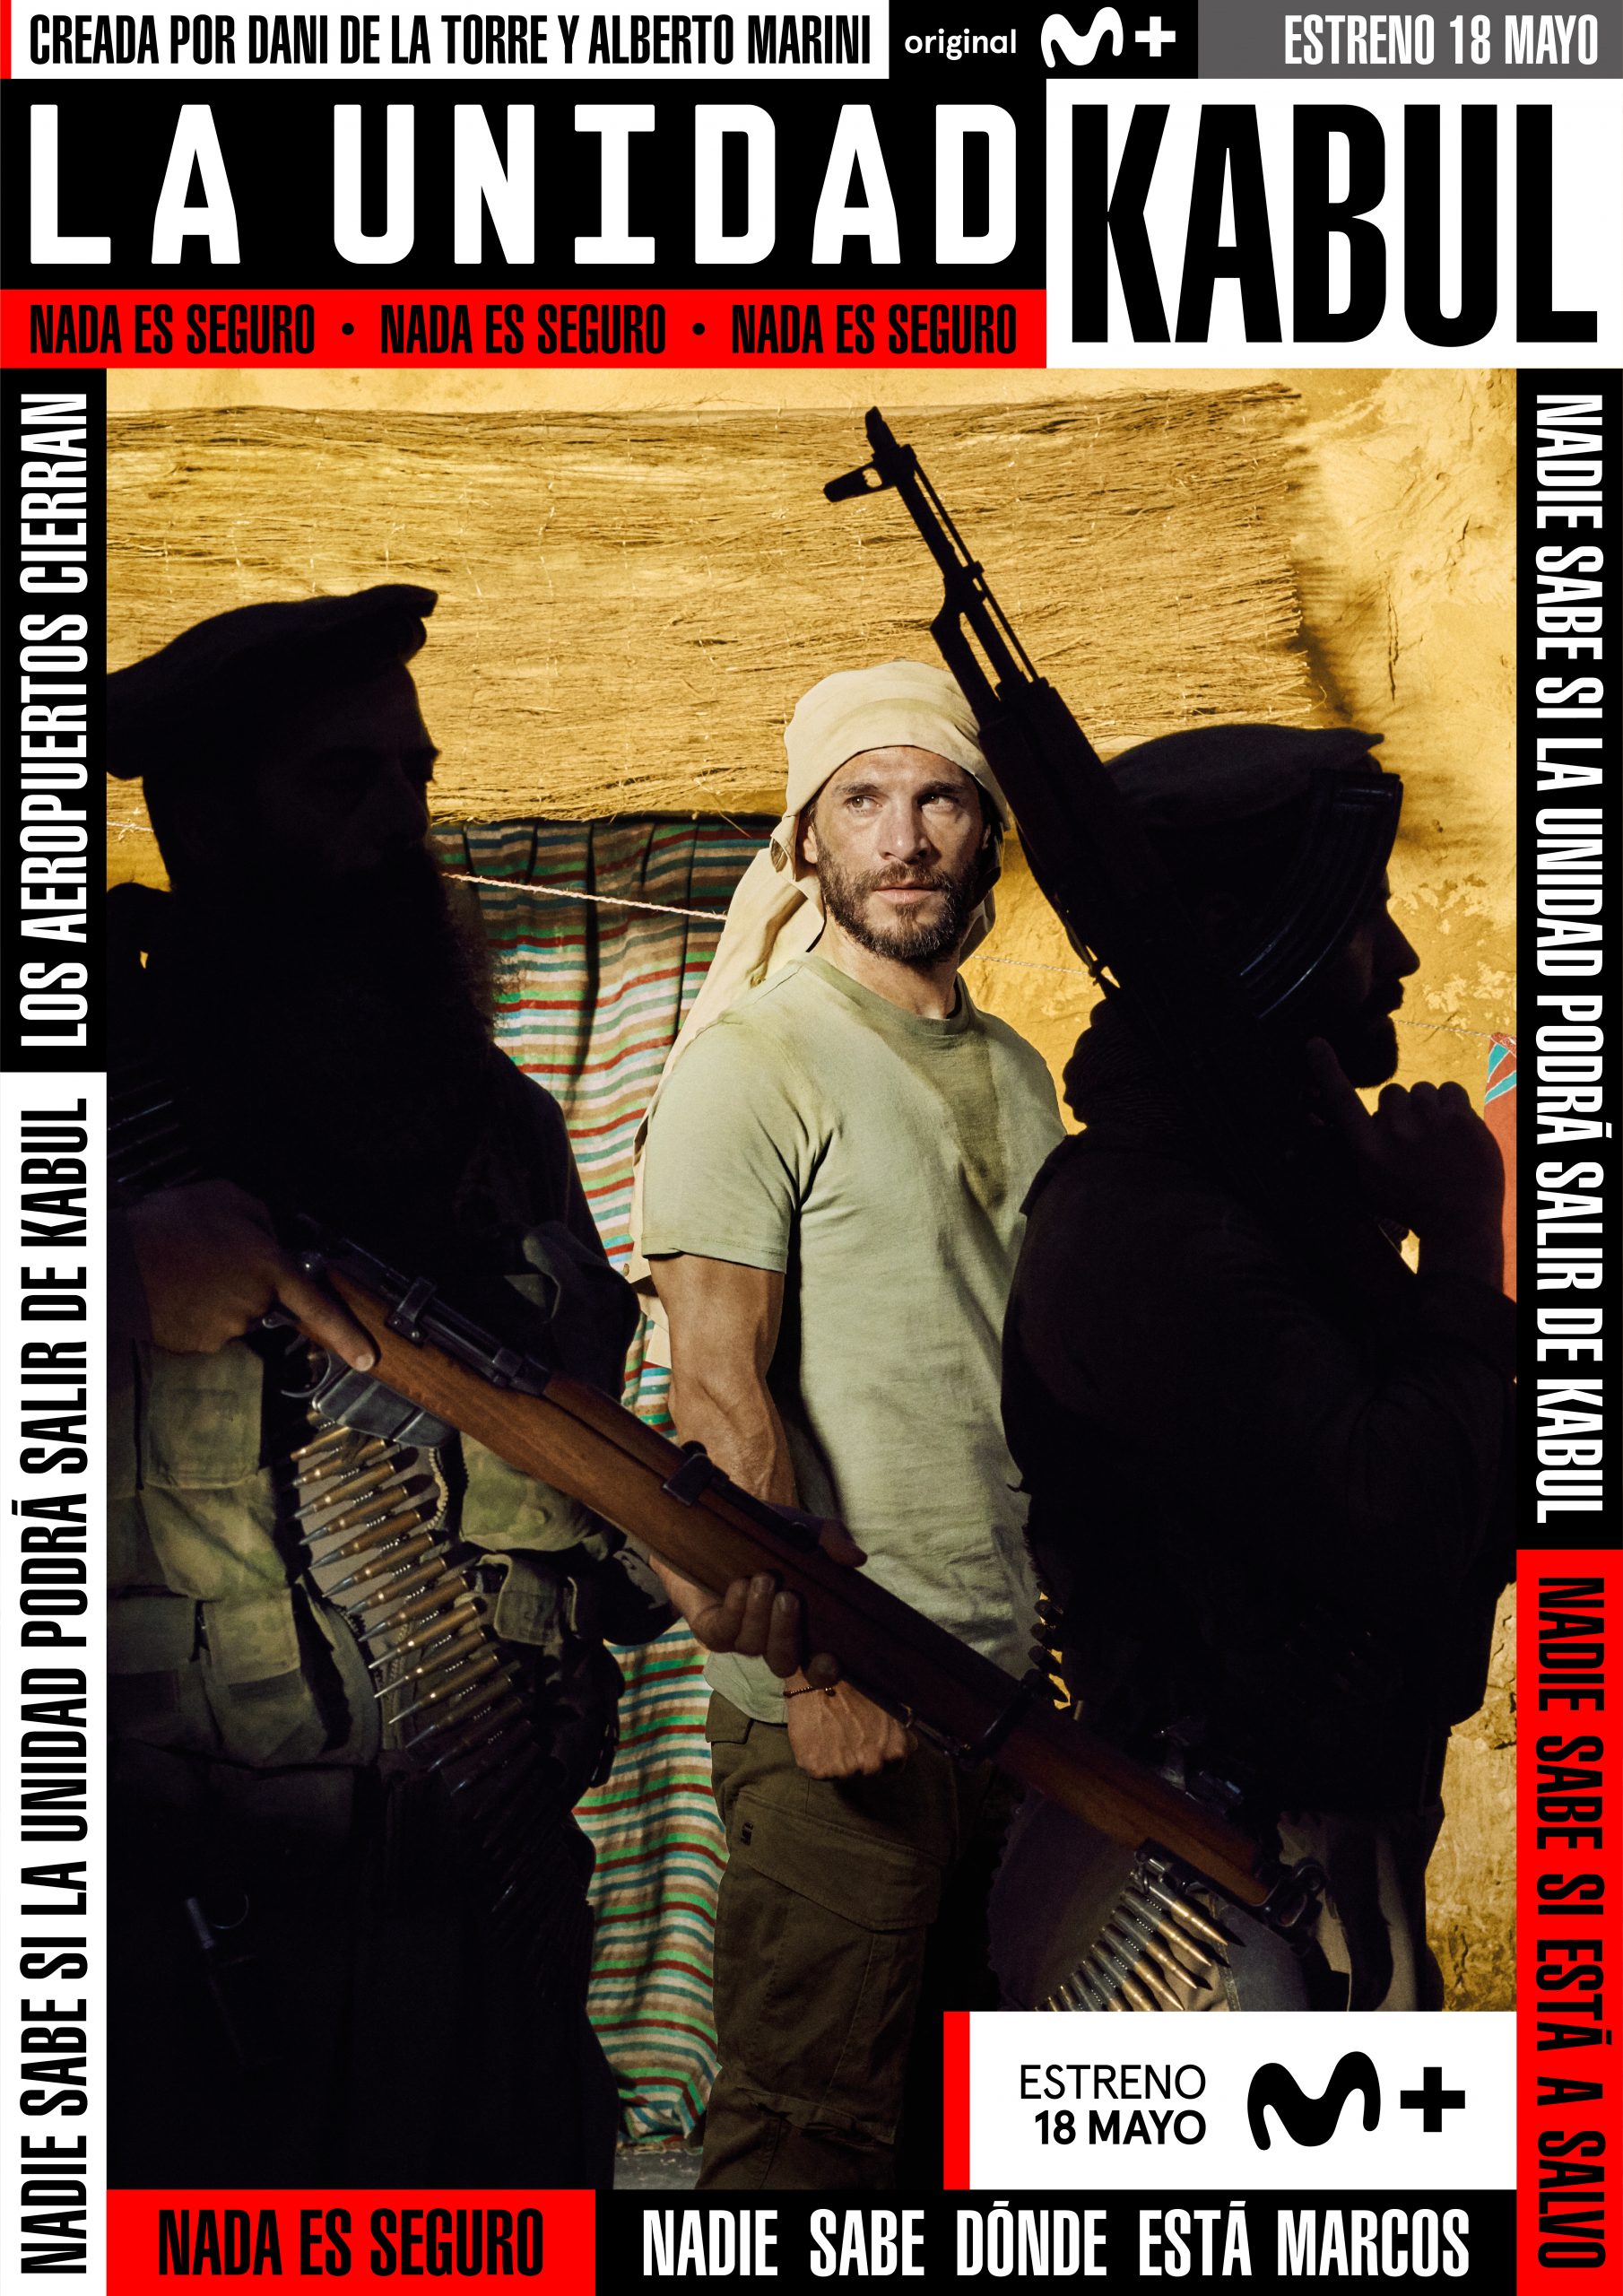 CREADA POR DANI DE LA TORRE Y ALBERTO MARINI
original M+
ESTRENO 18 MAYO
LA UNIDAD
KABUL
NADA ES SEGURO • NADA ES SEGURO • NADA ES SEGURO
LOS AEROPUERTOS CIERRAN
NADIE SABE SI LA UNIDAD PODRÁ SALIR DE KABUL
NADIE SABE SI LA UNIDAD PODRÁ SALIR DE KABUL
NADIE SABE SI ESTÁ A SALVO
ESTRENO
18 MAYO
M+
NADA ES SEGURO
NADIE SABE DÓNDE ESTÁ MARCOS